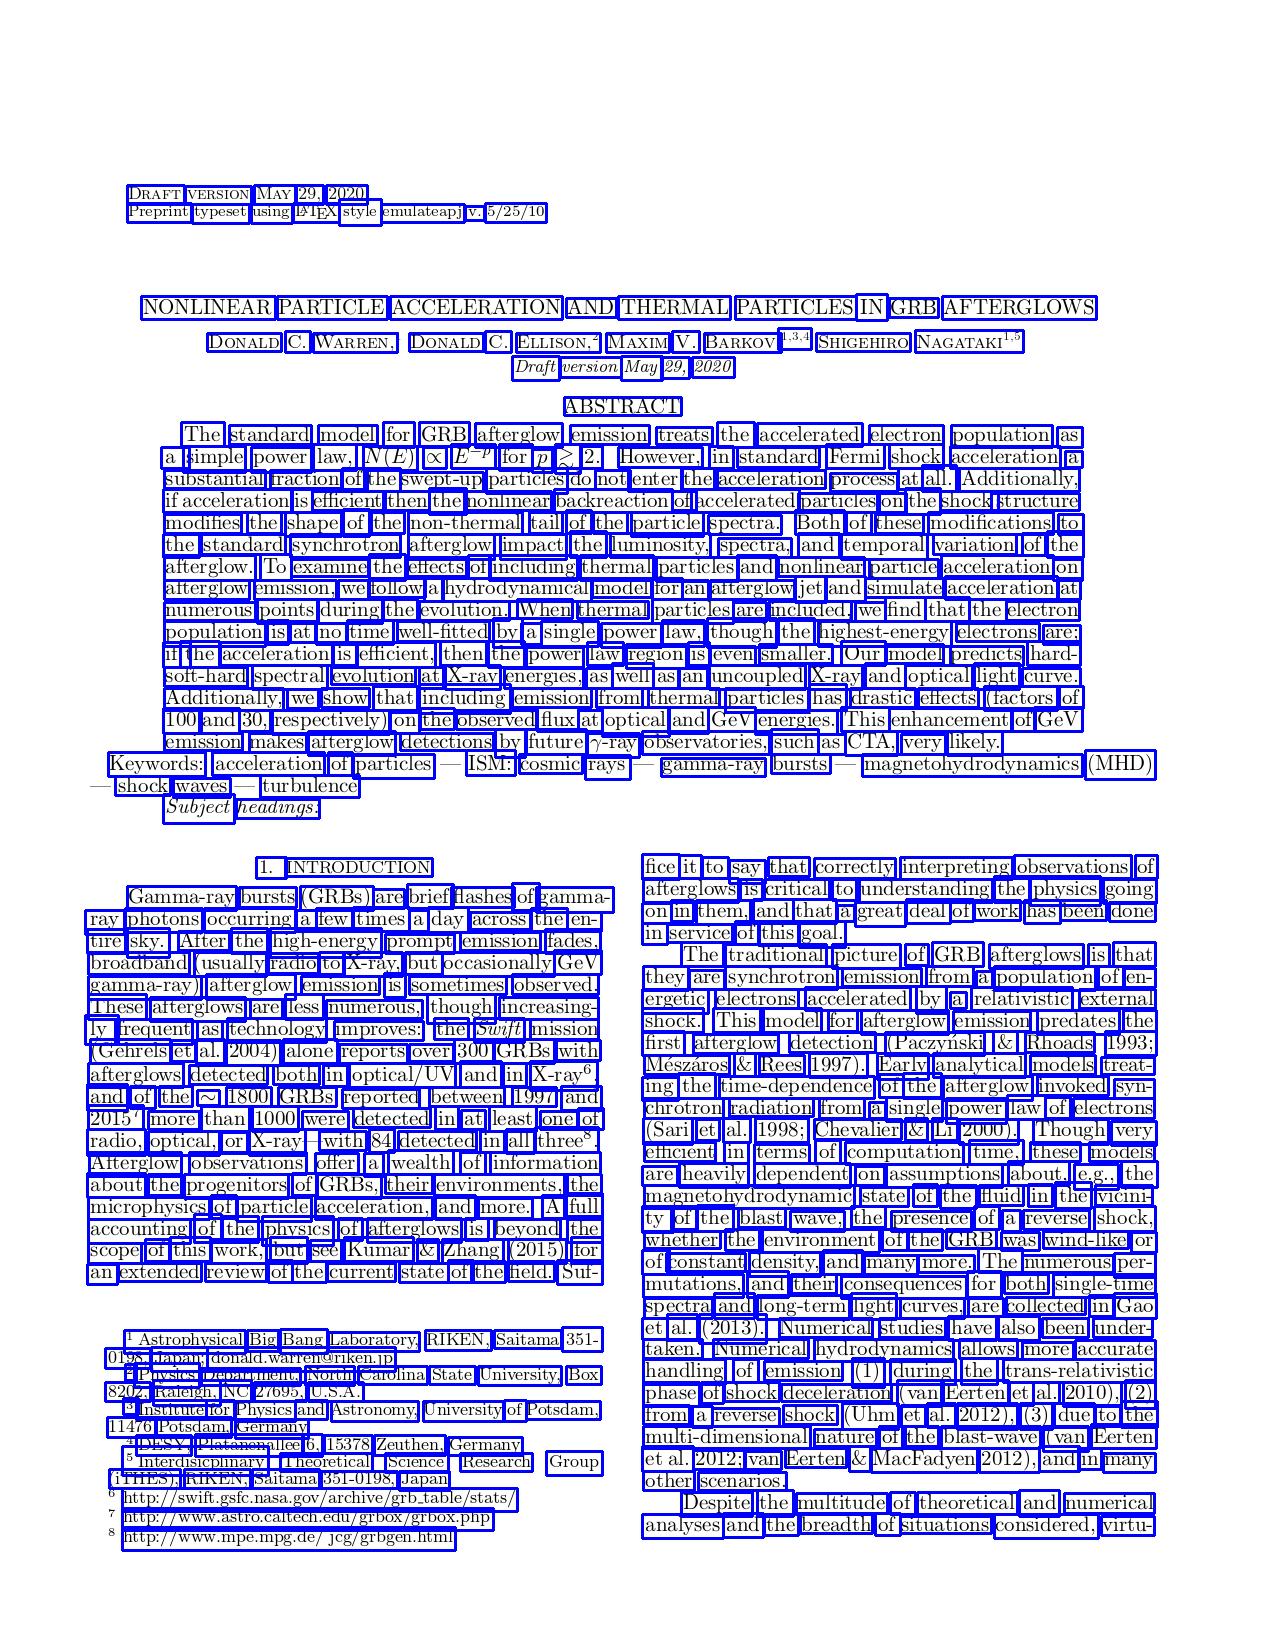 Draft version May 29, 2020
Preprint typeset using LATEX style emulateapj v. 5/25/10
NONLINEAR PARTICLE ACCELERATION AND THERMAL PARTICLES IN GRB AFTERGLOWS
Donald C. Warren, Donald C. Ellison,2 Maxim V. Barkov1,3,4 Shigehiro Nagataki1,5
Draft version May 29, 2020
ABSTRACT
The standard model for GRB afterglow emission treats the accelerated electron population as
a simple power law, N(E) ∝ E−p for p ≳ 2. However, in standard Fermi shock acceleration a
substantial fraction of the swept-up particles do not enter the acceleration process at all. Additionally,
if acceleration is efficient then the nonlinear backreaction of accelerated particles on the shock structure
modifies the shape of the non-thermal tail of the particle spectra. Both of these modifications to
the standard synchrotron afterglow impact the luminosity, spectra, and temporal variation of the
afterglow. To examine the effects of including thermal particles and nonlinear particle acceleration on
afterglow emission, we follow a hydrodynamical model for an afterglow jet and simulate acceleration at
numerous points during the evolution. When thermal particles are included, we find that the electron
population is at no time well-fitted by a single power law, though the highest-energy electrons are;
if the acceleration is efficient, then the power law region is even smaller. Our model predicts hard-
soft-hard spectral evolution at X-ray energies, as well as an uncoupled X-ray and optical light curve.
Additionally, we show that including emission from thermal particles has drastic effects (factors of
100 and 30, respectively) on the observed flux at optical and GeV energies. This enhancement of GeV
emission makes afterglow detections by future γ-ray observatories, such as CTA, very likely.
Keywords: acceleration of particles — ISM: cosmic rays — gamma-ray bursts — magnetohydrodynamics (MHD)
— shock waves — turbulence
Subject headings:
1. INTRODUCTION
Gamma-ray bursts (GRBs) are brief flashes of gamma-
ray photons occurring a few times a day across the en-
tire sky. After the high-energy prompt emission fades,
broadband (usually radio to X-ray, but occasionally GeV
gamma-ray) afterglow emission is sometimes observed.
These afterglows are less numerous, though increasing-
ly frequent as technology improves: the Swift mission
(Gehrels et al. 2004) alone reports over 300 GRBs with
afterglows detected both in optical/UV and in X-ray6,
and of the ∼ 1800 GRBs reported between 1997 and
20157 more than 1000 were detected in at least one of
radio, optical, or X-ray—with 84 detected in all three8.
Afterglow observations offer a wealth of information
about the progenitors of GRBs, their environments, the
microphysics of particle acceleration, and more. A full
accounting of the physics of afterglows is beyond the
scope of this work, but see Kumar & Zhang (2015) for
an extended review of the current state of the field. Suf-
1 Astrophysical Big Bang Laboratory, RIKEN, Saitama 351-
0198, Japan; donald.warren@riken.jp
2 Physics Department, North Carolina State University, Box
8202, Raleigh, NC 27695, U.S.A.
3 Institute for Physics and Astronomy, University of Potsdam,
11476 Potsdam, Germany
4 DESY, Platanenallee 6, 15378 Zeuthen, Germany
5 Interdisicplinary Theoretical Science Research Group
(iTHES), RIKEN, Saitama 351-0198, Japan
6 http://swift.gsfc.nasa.gov/archive/grb_table/stats/
7 http://www.astro.caltech.edu/grbox/grbox.php
8 http://www.mpe.mpg.de/ jcg/grbgen.html
fice it to say that correctly interpreting observations of
afterglows is critical to understanding the physics going
on in them, and that a great deal of work has been done
in service of this goal.
The traditional picture of GRB afterglows is that
they are synchrotron emission from a population of en-
ergetic electrons accelerated by a relativistic external
shock. This model for afterglow emission predates the
first afterglow detection (Paczyński & Rhoads 1993;
Mészáros & Rees 1997). Early analytical models treat-
ing the time-dependence of the afterglow invoked syn-
chrotron radiation from a single power law of electrons
(Sari et al. 1998; Chevalier & Li 2000). Though very
efficient in terms of computation time, these models
are heavily dependent on assumptions about, e.g., the
magnetohydrodynamic state of the fluid in the vicini-
ty of the blast wave, the presence of a reverse shock,
whether the environment of the GRB was wind-like or
of constant density, and many more. The numerous per-
mutations, and their consequences for both single-time
spectra and long-term light curves, are collected in Gao
et al. (2013). Numerical studies have also been under-
taken. Numerical hydrodynamics allows more accurate
handling of emission (1) during the trans-relativistic
phase of shock deceleration (van Eerten et al. 2010), (2)
from a reverse shock (Uhm et al. 2012), (3) due to the
multi-dimensional nature of the blast-wave (van Eerten
et al. 2012; van Eerten & MacFadyen 2012), and in many
other scenarios.
Despite the multitude of theoretical and numerical
analyses and the breadth of situations considered, virtu-